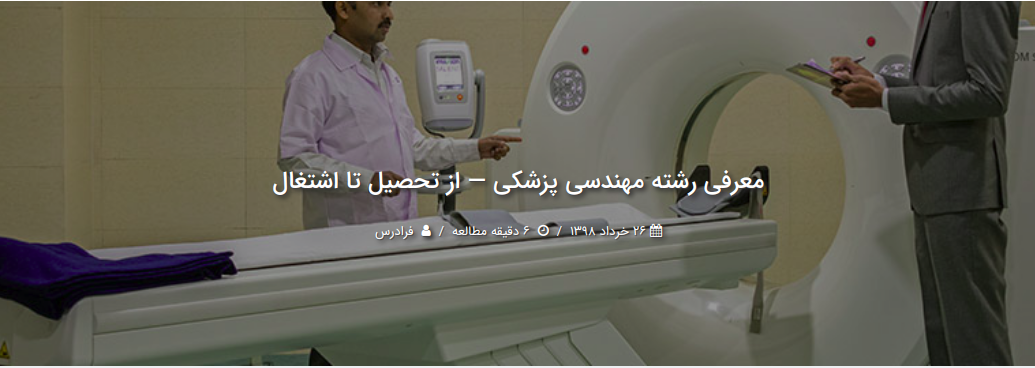 معرفی رشته مهندسی پزشکی — از تحصیل تا اشتغال
۲۶ خرداد ۱۳۹۸ / ۶ دقیقه مطالعه / فرادرس